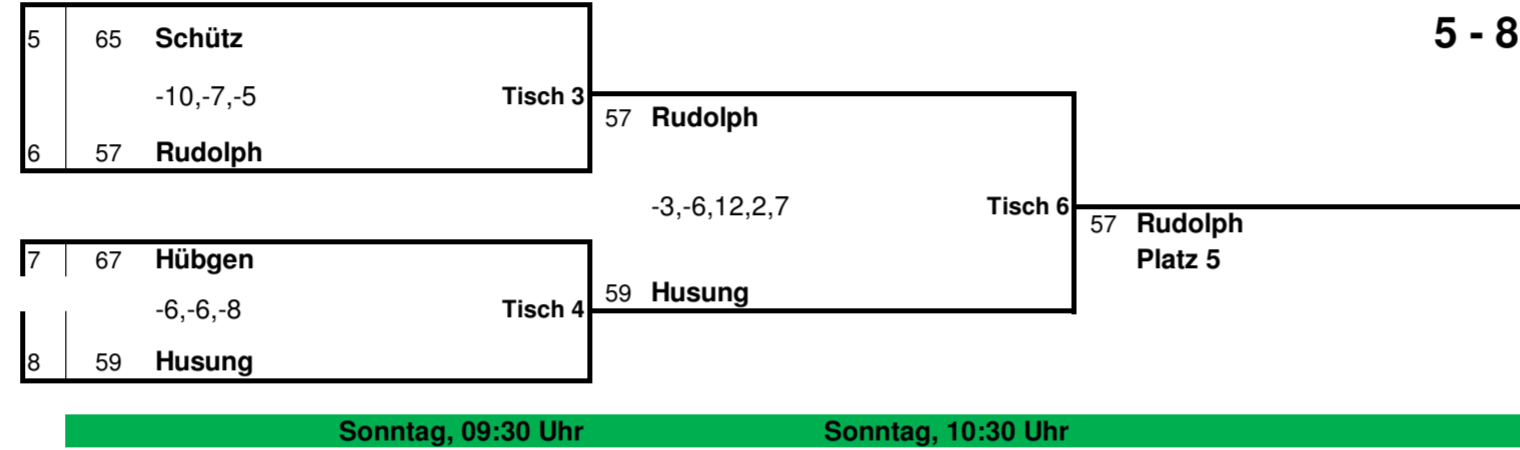 5 - 8
5 65 Schütz
-10,-7,-5 Tisch 3
57 Rudolph
6 57 Rudolph
-3,-6,12,2,7 Tisch 6
57 Rudolph
Platz 5
7 67 Hübgen
59 Husung
-6,-6,-8 Tisch 4
8 59 Husung
Sonntag, 09:30 Uhr Sonntag, 10:30 Uhr